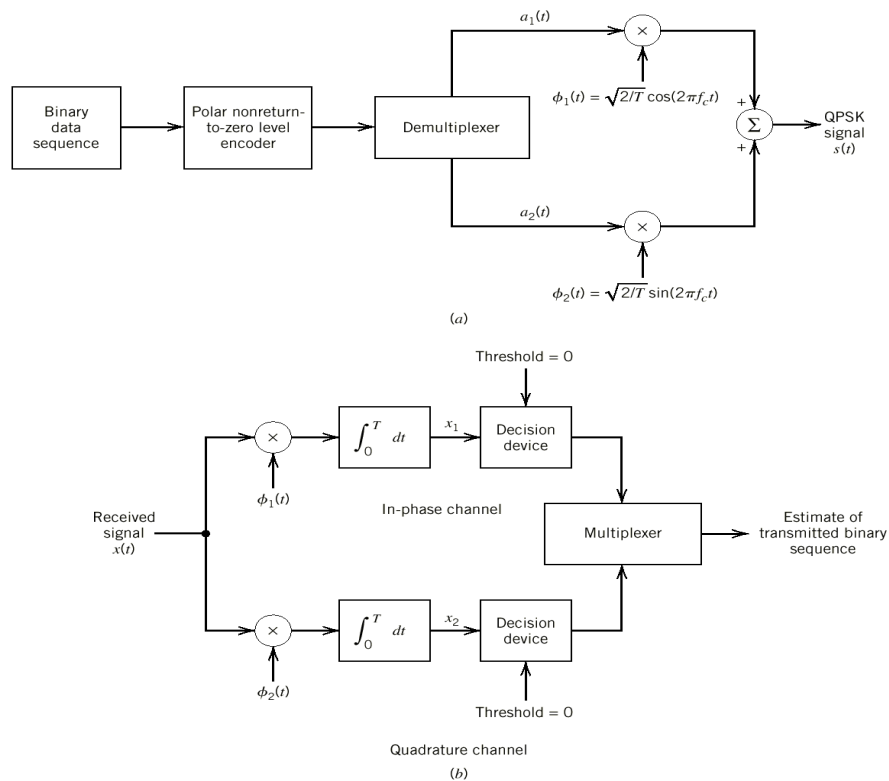 a₁(t)
×
ϕ₁(t) = √2/T cos(2πf꜀t)
Binary
data
sequence
Polar nonreturn-
to-zero level
encoder
Demultiplexer
+
Σ
+
QPSK
signal
s(t)
a₂(t)
×
ϕ₂(t) = √2/T sin(2πf꜀t)
(a)
Threshold = 0
×
∫₀ᵀ dt
x₁
Decision
device
ϕ₁(t)
In-phase channel
Received
signal
x(t)
Multiplexer
Estimate of
transmitted binary
sequence
×
∫₀ᵀ dt
x₂
Decision
device
ϕ₂(t)
Threshold = 0
Quadrature channel
(b)